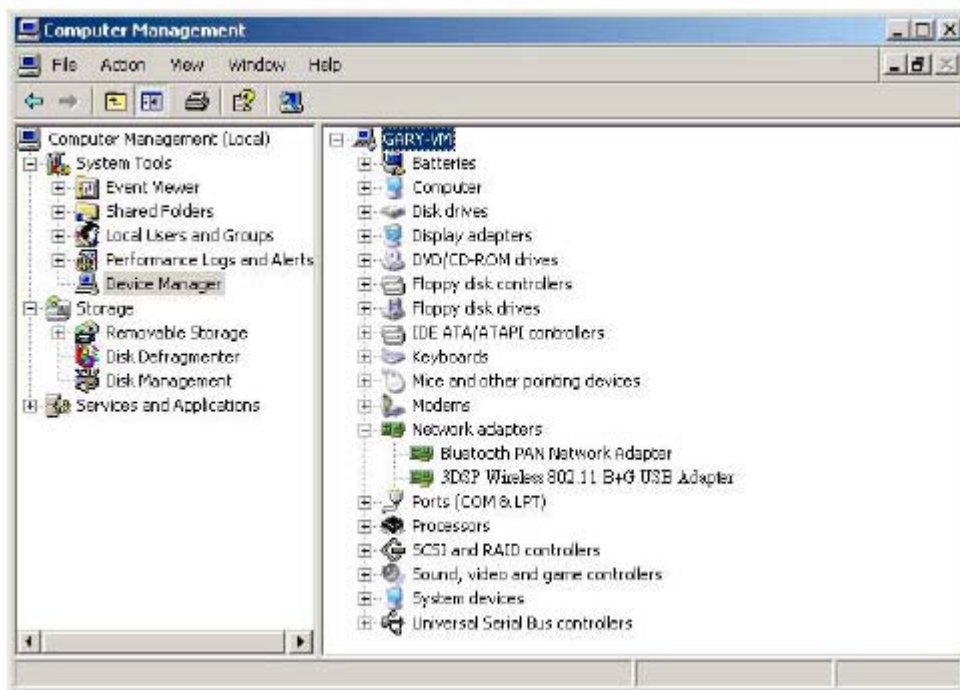 Computer Management
File Action View Window Help
Computer Management (Local)
System Tools
Event Viewer
Shared Folders
Local Users and Groups
Performance Logs and Alerts
Device Manager
Storage
Removable Storage
Disk Defragmenter
Disk Management
Services and Applications
GARY-VM
Batteries
Computer
Disk drives
Display adapters
DVD/CD-ROM drives
Floppy disk controllers
Floppy disk drives
IDE ATA/ATAPI controllers
Keyboards
Mice and other pointing devices
Modems
Network adapters
Bluetooth PAN Network Adapter
3DSP Wireless 802.11 B+G USB Adapter
Ports (COM & LPT)
Processors
SCSI and RAID controllers
Sound, video and game controllers
System devices
Universal Serial Bus controllers